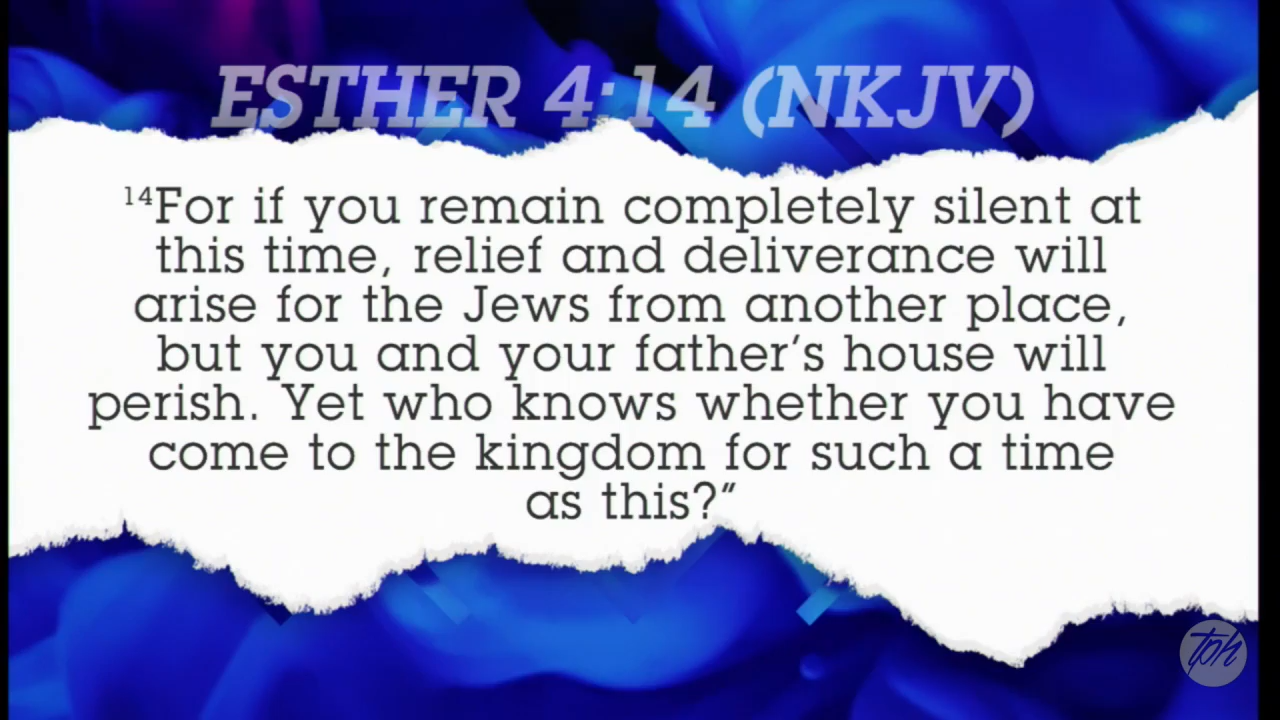 ESTHER 4:14 (NKJV)
¹⁴For if you remain completely silent at
this time, relief and deliverance will
arise for the Jews from another place,
but you and your father’s house will
perish. Yet who knows whether you have
come to the kingdom for such a time
as this?”
tph